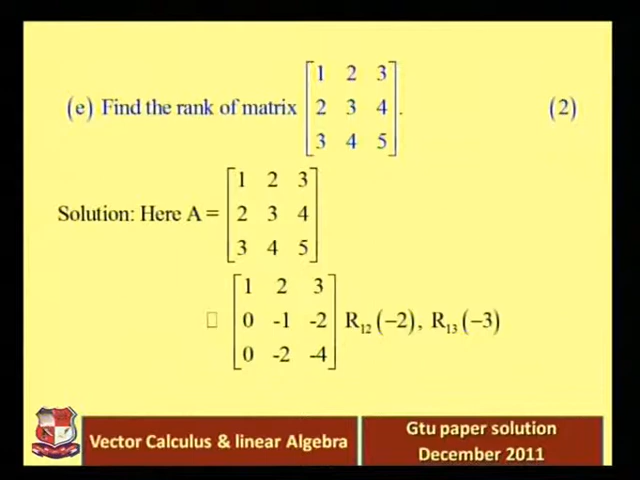 (e) Find the rank of matrix [1 2 3
2 3 4
3 4 5]. (2)
Solution: Here A = [1 2 3
2 3 4
3 4 5]
□ [1 2 3
0 -1 -2
0 -2 -4] R₁₂(−2), R₁₃(−3)
Vector Calculus & linear Algebra
Gtu paper solution
December 2011